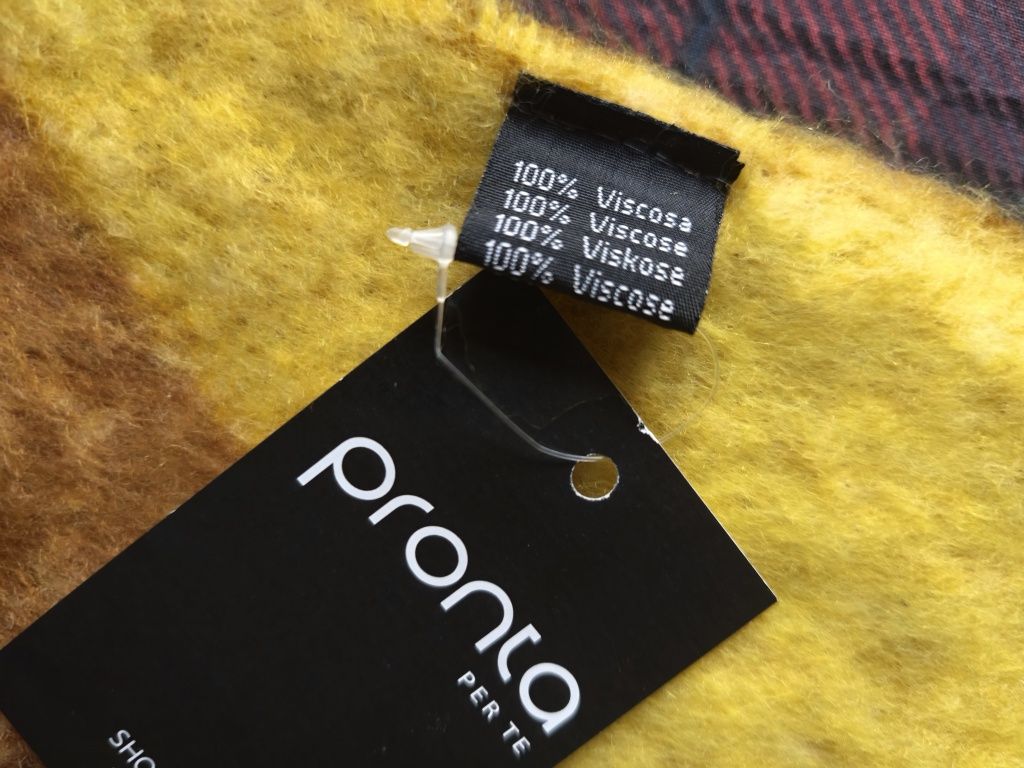 100% Viscosa
100% Viscose
100% Viskose
100% Viscose
pronta
PER TE